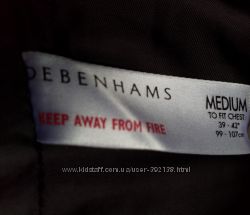 DEBENHAMS
MEDIUM
TO FIT CHEST
39 - 42"
99 - 107cm
KEEP AWAY FROM FIRE
www.kidstaff.com.ua/user-392138.html